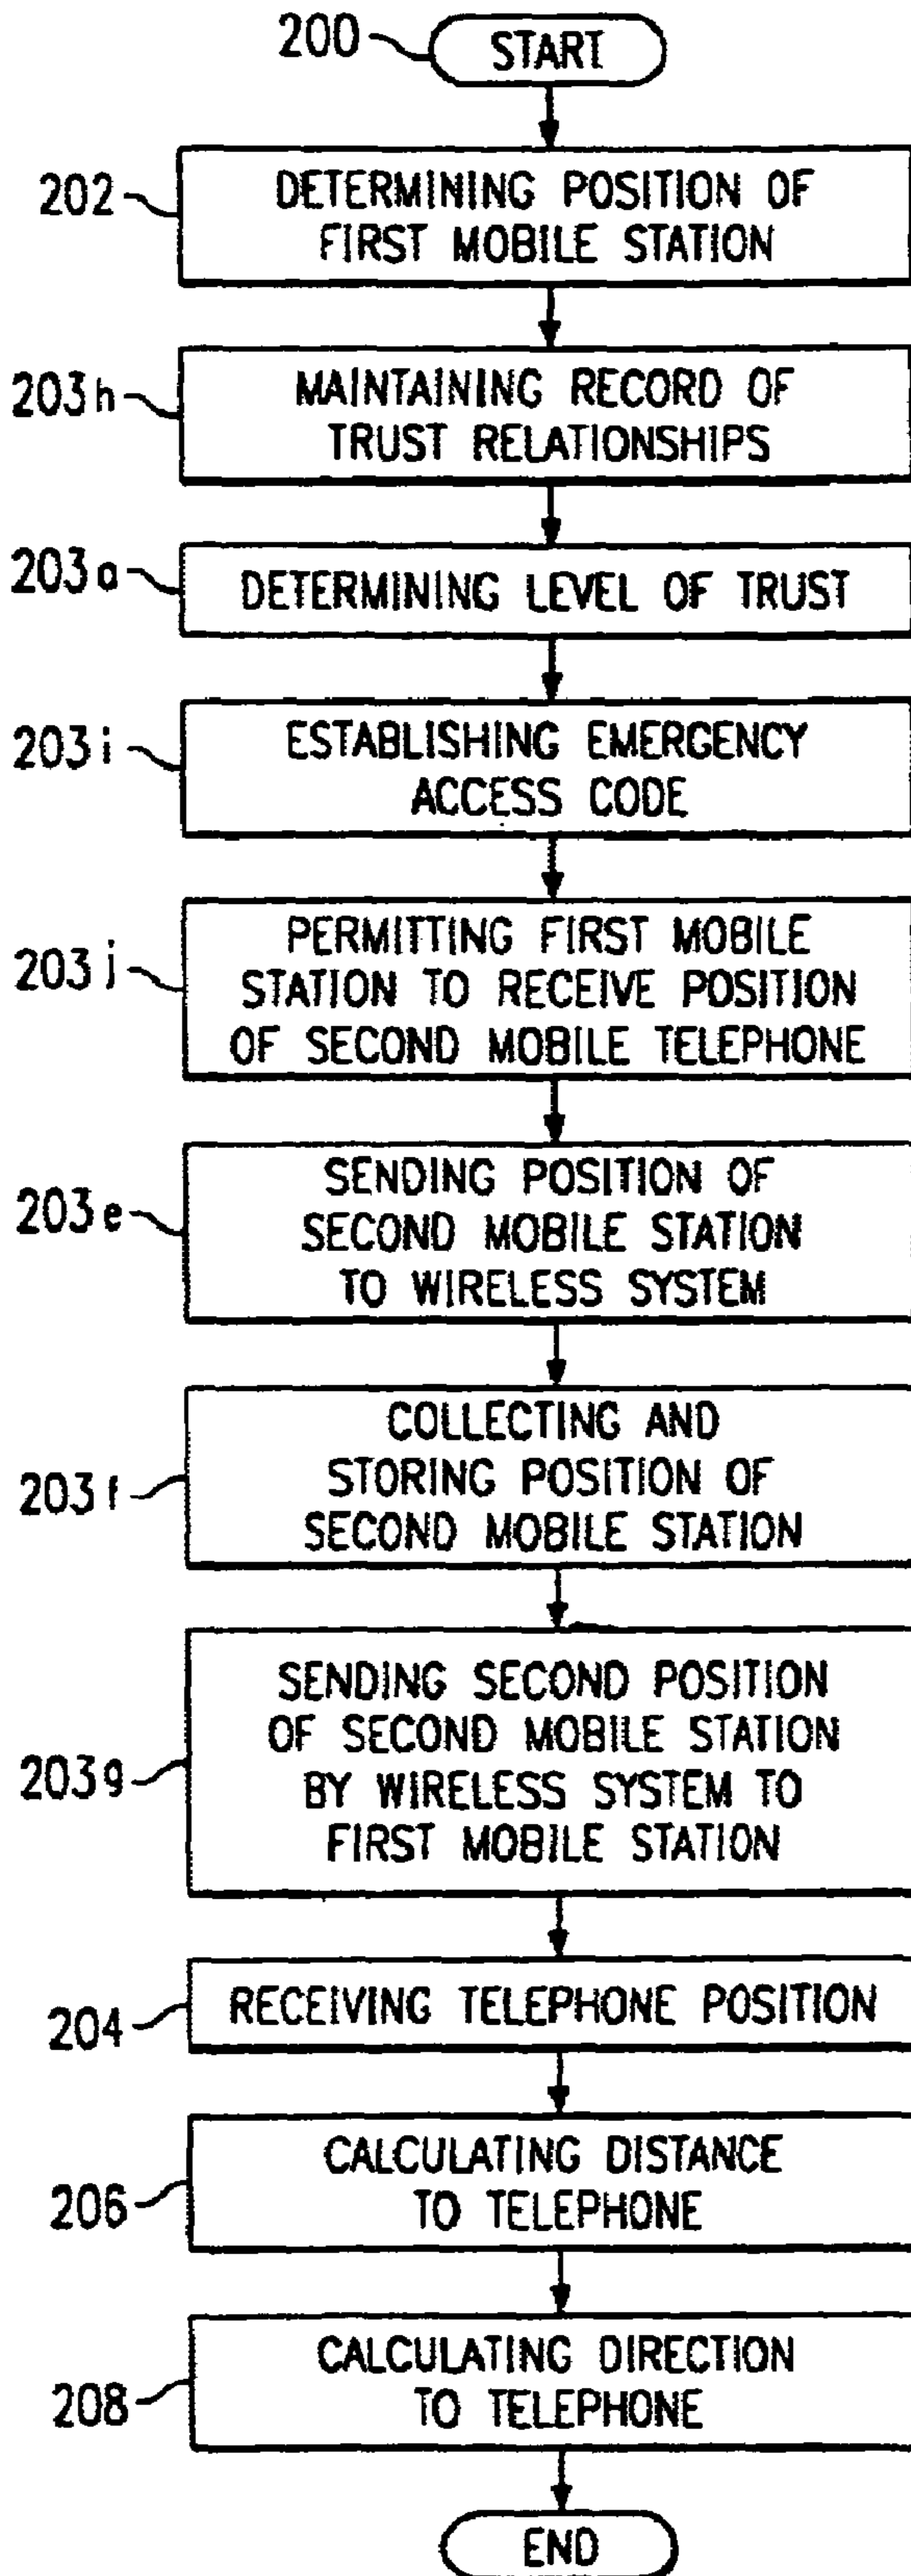 200 START
202 DETERMINING POSITION OF
FIRST MOBILE STATION
203h MAINTAINING RECORD OF
TRUST RELATIONSHIPS
203a DETERMINING LEVEL OF TRUST
203i ESTABLISHING EMERGENCY
ACCESS CODE
203j PERMITTING FIRST MOBILE
STATION TO RECEIVE POSITION
OF SECOND MOBILE TELEPHONE
203e SENDING POSITION OF
SECOND MOBILE STATION
TO WIRELESS SYSTEM
203f COLLECTING AND
STORING POSITION OF
SECOND MOBILE STATION
203g SENDING SECOND POSITION
OF SECOND MOBILE STATION
BY WIRELESS SYSTEM TO
FIRST MOBILE STATION
204 RECEIVING TELEPHONE POSITION
206 CALCULATING DISTANCE
TO TELEPHONE
208 CALCULATING DIRECTION
TO TELEPHONE
END